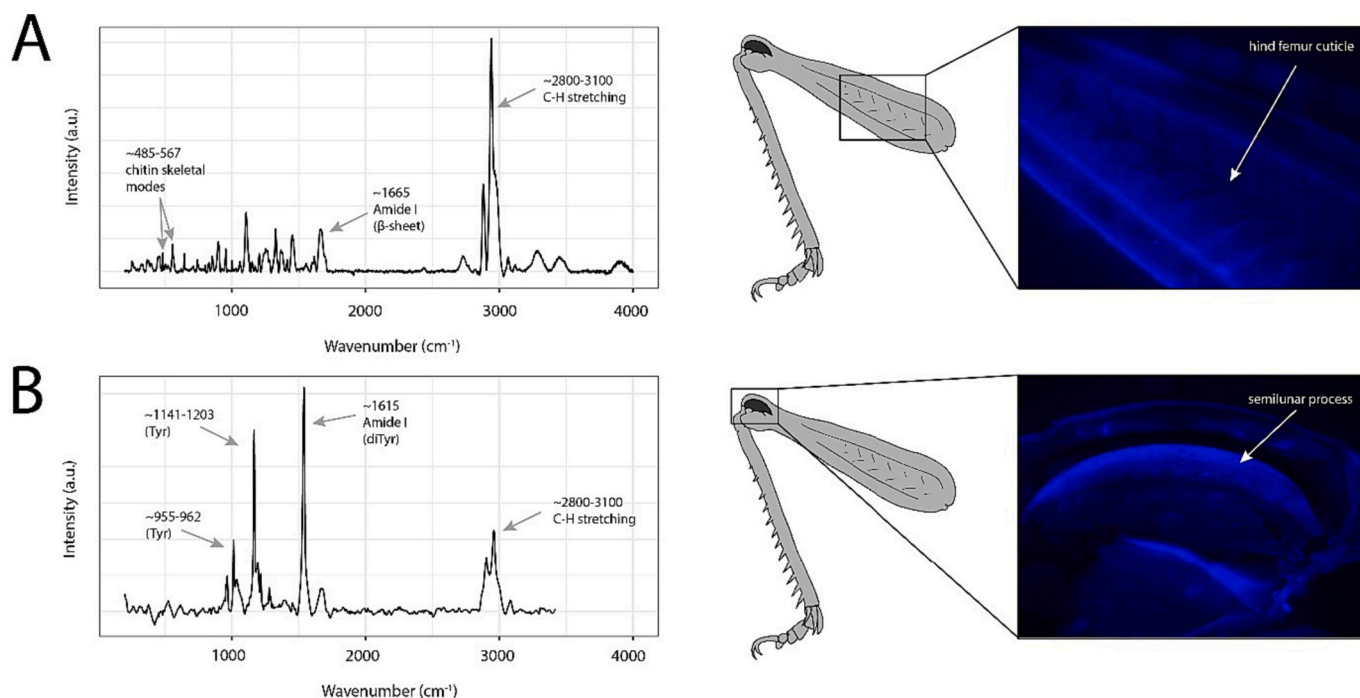 A
Intensity (a.u.)
~2800-3100
C-H stretching
~485-567
chitin skeletal
modes
~1665
Amide I
(β-sheet)
1000 2000 3000 4000
Wavenumber (cm⁻¹)
hind femur cuticle
B
Intensity (a.u.)
~1141-1203
(Tyr)
~1615
Amide I
(diTyr)
~955-962
(Tyr)
~2800-3100
C-H stretching
1000 2000 3000 4000
Wavenumber (cm⁻¹)
semilunar process